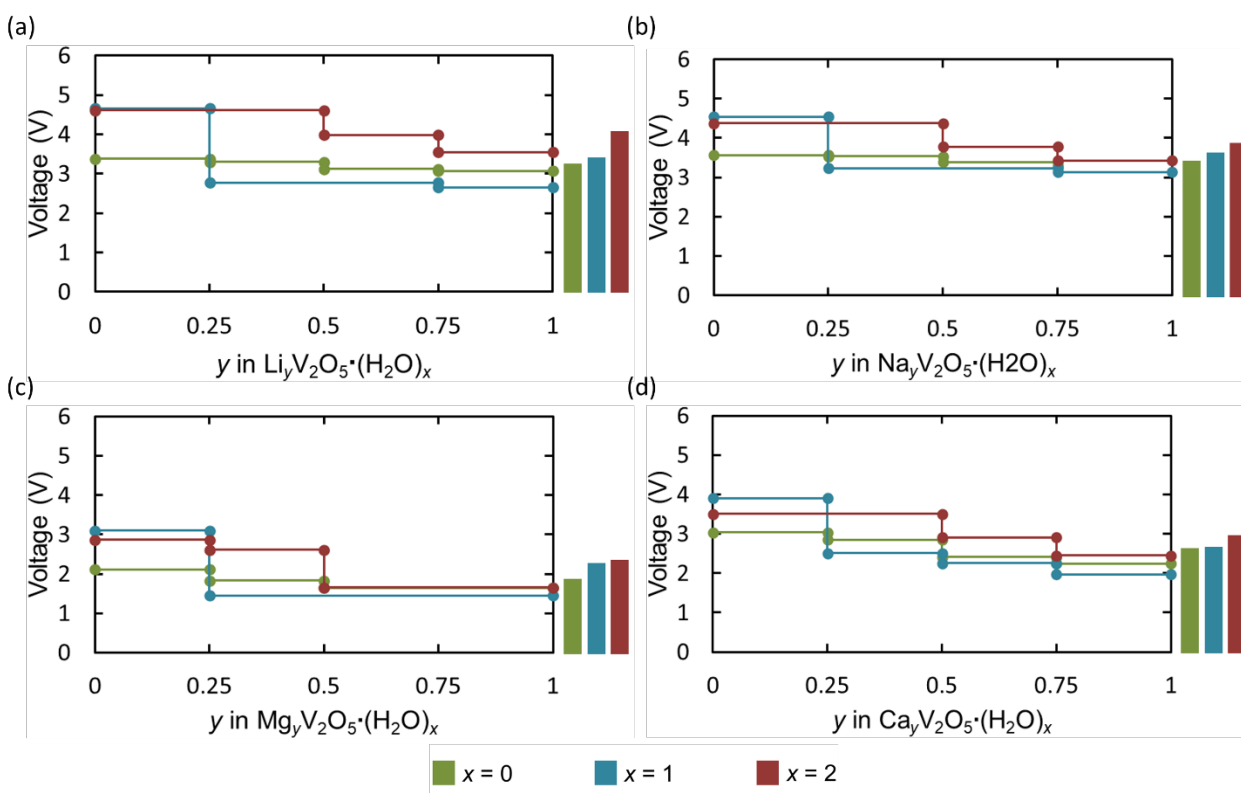 (a)
6
5
4
3
2
1
0
Voltage (V)
0 0.25 0.5 0.75 1
y in LiyV2O5·(H2O)x
(b)
6
5
4
3
2
1
0
Voltage (V)
0 0.25 0.5 0.75 1
y in NayV2O5·(H2O)x
(c)
6
5
4
3
2
1
0
Voltage (V)
0 0.25 0.5 0.75 1
y in MgyV2O5·(H2O)x
(d)
6
5
4
3
2
1
0
Voltage (V)
0 0.25 0.5 0.75 1
y in CayV2O5·(H2O)x
x = 0 x = 1 x = 2